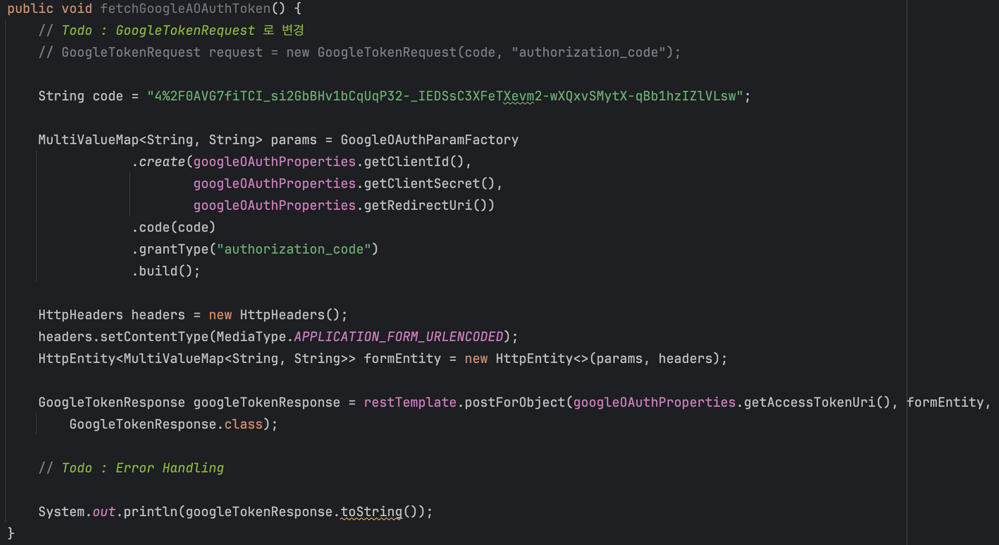 public void fetchGoogleAOAuthToken() {
// Todo : GoogleTokenRequest 로 변경
// GoogleTokenRequest request = new GoogleTokenRequest(code, "authorization_code");
String code = "4%2F0AVG7fiTCI_si2GbBHv1bCqUqP32-_IEDSsC3XFeTXevm2-wXQxvSMytX-qBb1hzIZlVLsw";
MultiValueMap<String, String> params = GoogleOAuthParamFactory
.create(googleOAuthProperties.getClientId(),
googleOAuthProperties.getClientSecret(),
googleOAuthProperties.getRedirectUri())
.code(code)
.grantType("authorization_code")
.build();
HttpHeaders headers = new HttpHeaders();
headers.setContentType(MediaType.APPLICATION_FORM_URLENCODED);
HttpEntity<MultiValueMap<String, String>> formEntity = new HttpEntity<>(params, headers);
GoogleTokenResponse googleTokenResponse = restTemplate.postForObject(googleOAuthProperties.getAccessTokenUri(), formEntity,
GoogleTokenResponse.class);
// Todo : Error Handling
System.out.println(googleTokenResponse.toString());
}